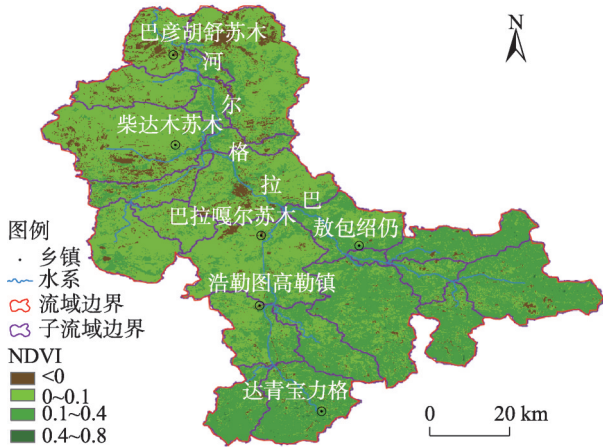 N
巴彦胡舒苏木
河
尔
柴达木苏木
格
拉
巴
巴拉嘎尔苏木
敖包绍仍
浩勒图高勒镇
达青宝力格
图例
乡镇
水系
流域边界
子流域边界
NDVI
<0
0~0.1
0.1~0.4
0.4~0.8
0 20 km